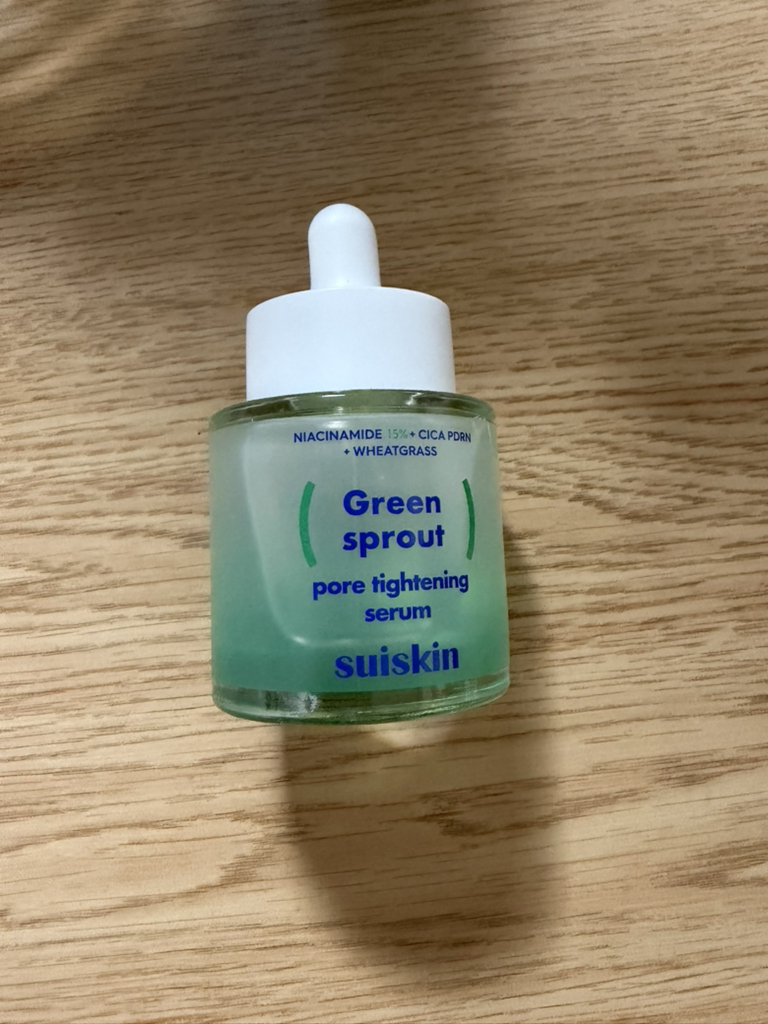 NIACINAMIDE 15% + CICA PDRN
+ WHEATGRASS
(Green
sprout)
pore tightening
serum
suiskin